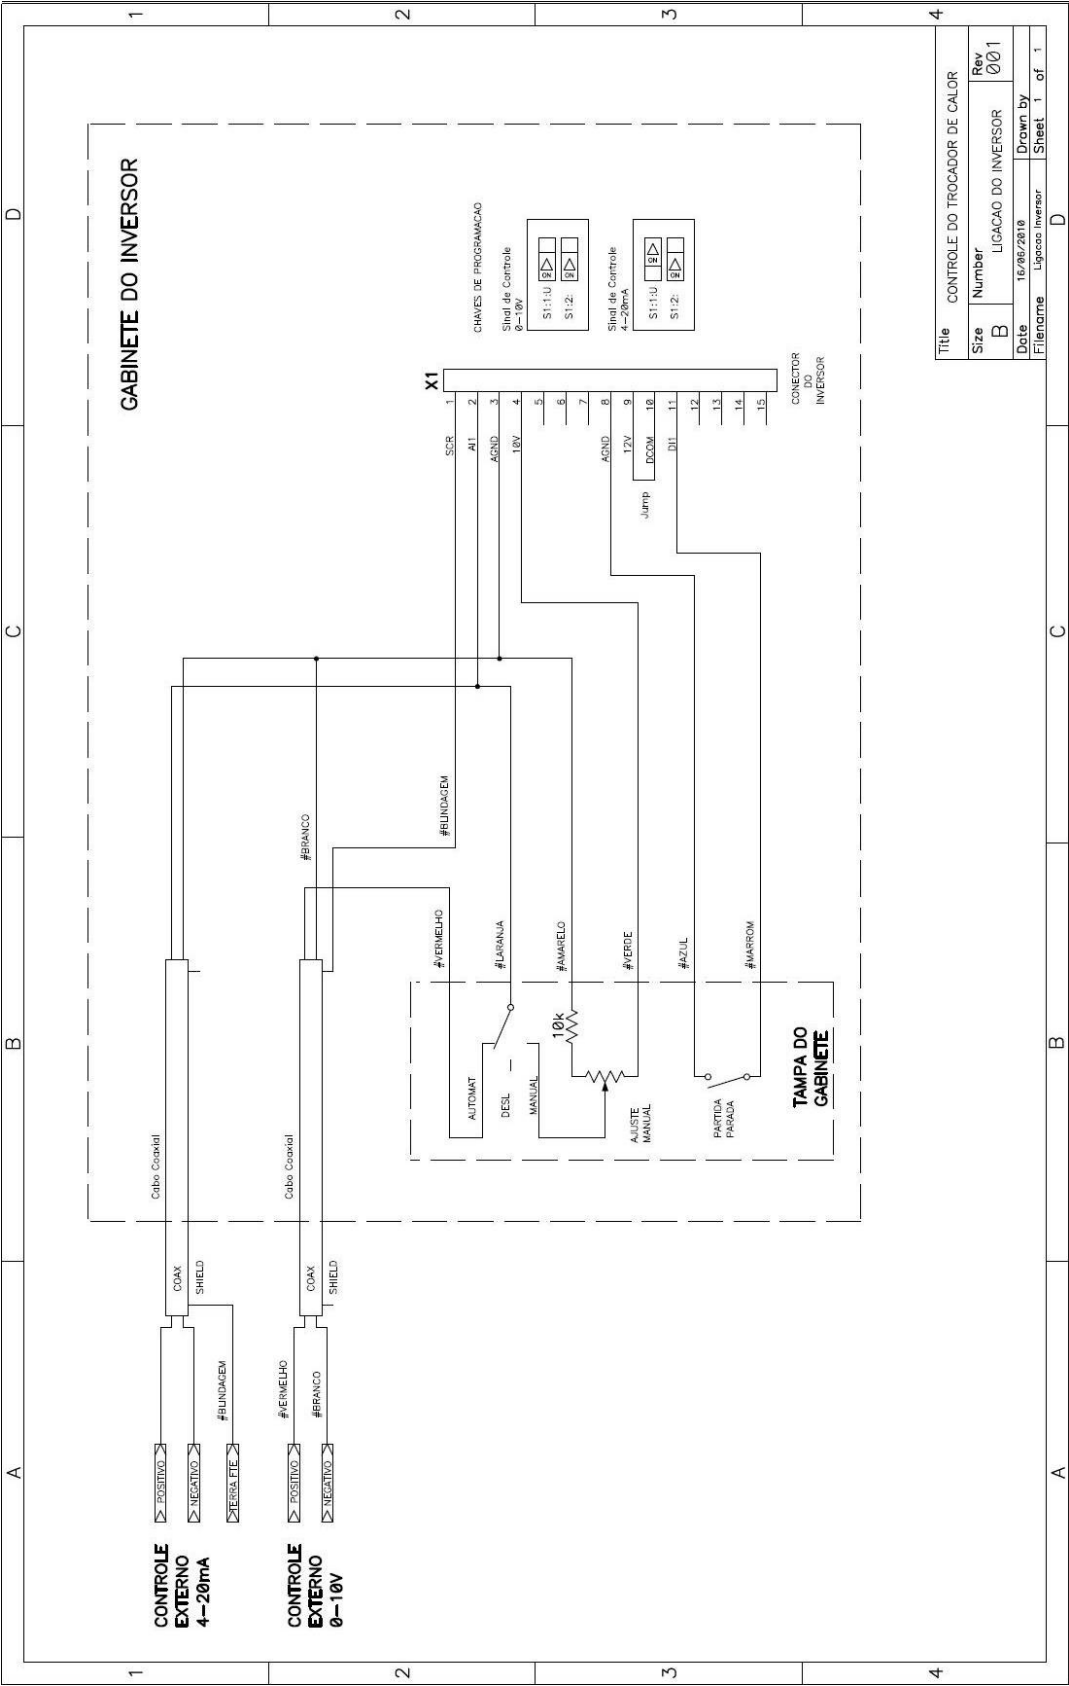 1
2
3
4
A
B
C
D
GABINETE DO INVERSOR
CONTROLE
EXTERNO
4-20mA
POSITIVO
NEGATIVO
TERRA FTE
#BLINDAGEM
COAX
SHIELD
Cabo Coaxial
CONTROLE
EXTERNO
0-10V
POSITIVO
NEGATIVO
#VERMELHO
#BRANCO
COAX
SHIELD
Cabo Coaxial
#BRANCO
#BLINDAGEM
#VERMELHO
#LARANJA
#AMARELO
#VERDE
#AZUL
#MARROM
AUTOMAT
DESL
MANUAL
10k
AJUSTE
MANUAL
PARTIDA
PARADA
TAMPA DO
GABINETE
X1
SCR 1
AI1 2
AGND 3
10V 4
5
6
7
AGND 8
12V 9
DCOM 10
DI1 11
12
13
14
15
Jump
CONECTOR
DO
INVERSOR
CHAVES DE PROGRAMACAO
Sinal de Controle
0-10V
S1:1:U ON
S1:2: ON
Sinal de Controle
4-20mA
S1:1:U ON
S1:2: ON
Title CONTROLE DO TROCADOR DE CALOR
Size B
Number LIGACAO DO INVERSOR
Rev 001
Date 16/06/2010
Drawn by
Filename Ligacao Inversor
Sheet 1 of 1
1
2
3
4
A
B
C
D